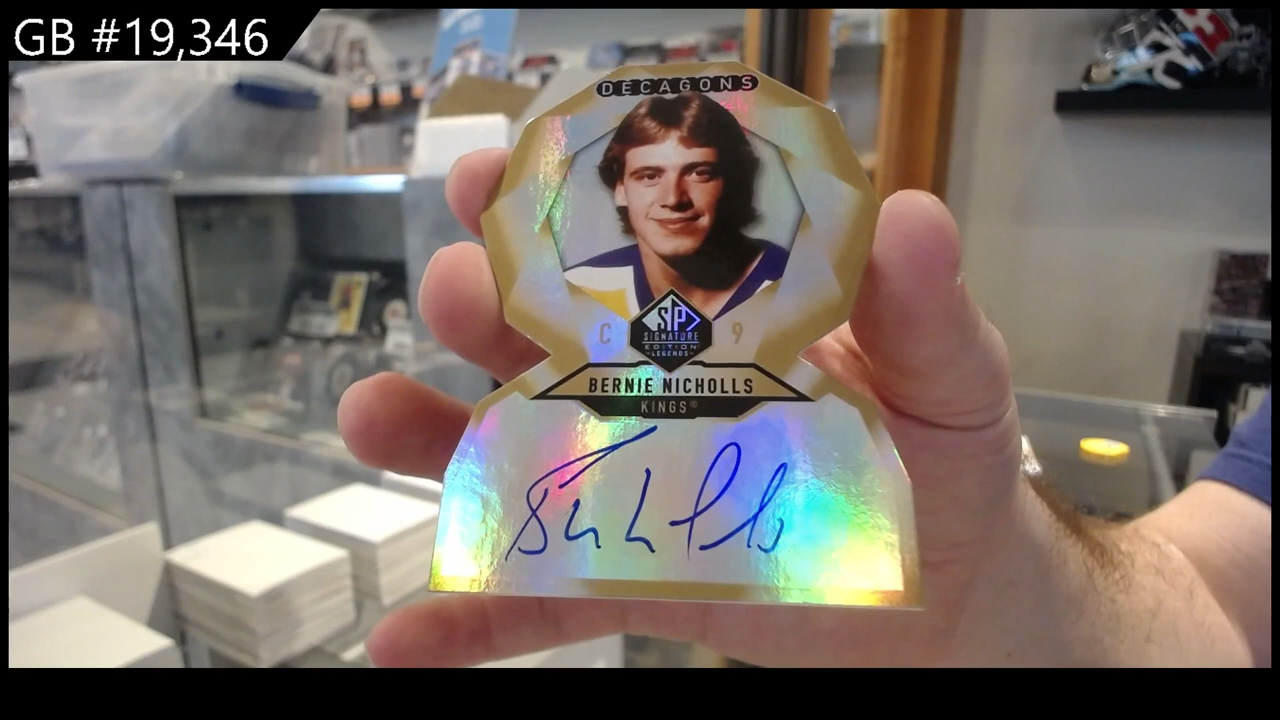 GB #19,346
DECAGONS
C 9
SP
SIGNATURE
EDITION
-LEGENDS-
BERNIE NICHOLLS
KINGS®